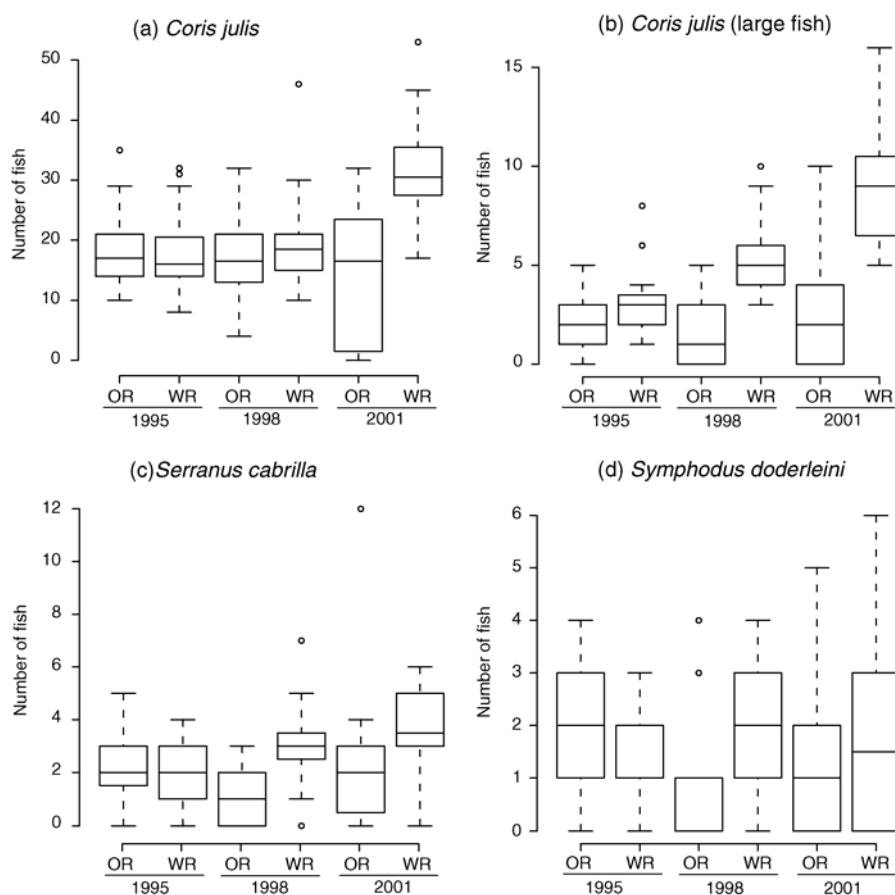 (a) Coris julis
Number of fish
50
40
30
20
10
0
OR WR OR WR OR WR
1995 1998 2001
(b) Coris julis (large fish)
Number of fish
15
10
5
0
OR WR OR WR OR WR
1995 1998 2001
(c)Serranus cabrilla
Number of fish
12
10
8
6
4
2
0
OR WR OR WR OR WR
1995 1998 2001
(d) Symphodus doderleini
Number of fish
6
5
4
3
2
1
0
OR WR OR WR OR WR
1995 1998 2001